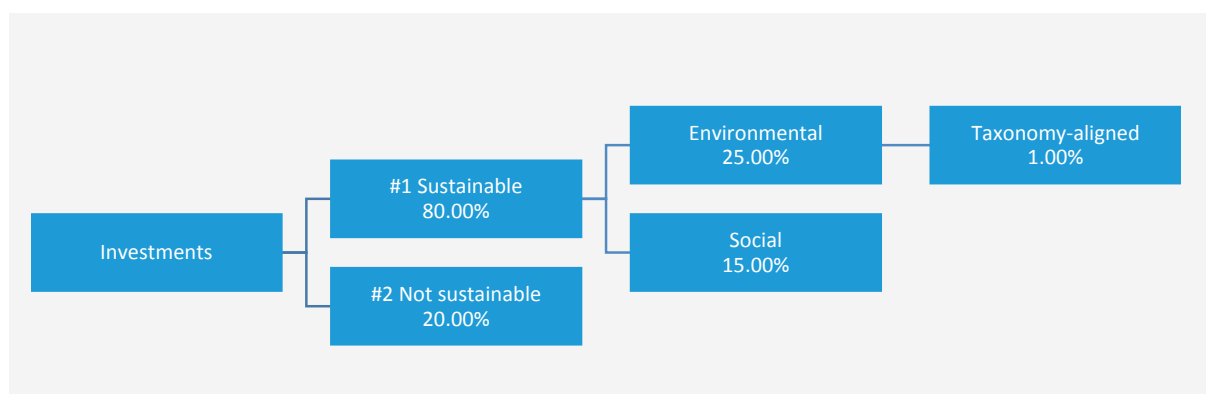 Investments
#1 Sustainable
80.00%
#2 Not sustainable
20.00%
Environmental
25.00%
Social
15.00%
Taxonomy-aligned
1.00%